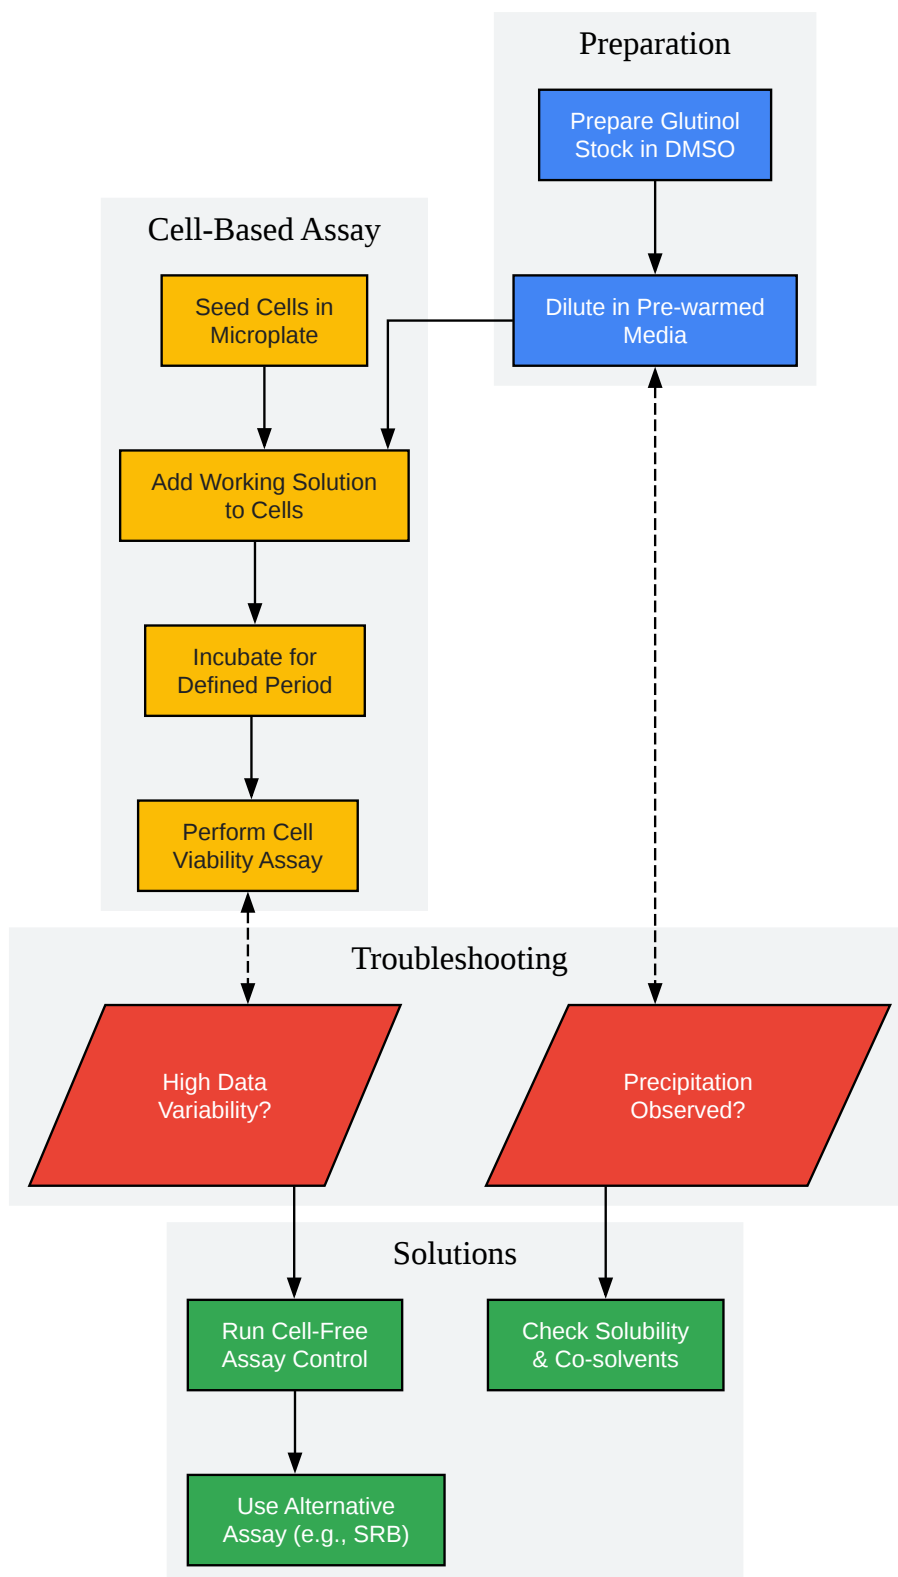 Preparation
Prepare Glutinol
Stock in DMSO
Dilute in Pre-warmed
Media
Cell-Based Assay
Seed Cells in
Microplate
Add Working Solution
to Cells
Incubate for
Defined Period
Perform Cell
Viability Assay
Troubleshooting
High Data
Variability?
Precipitation
Observed?
Solutions
Run Cell-Free
Assay Control
Check Solubility
& Co-solvents
Use Alternative
Assay (e.g., SRB)